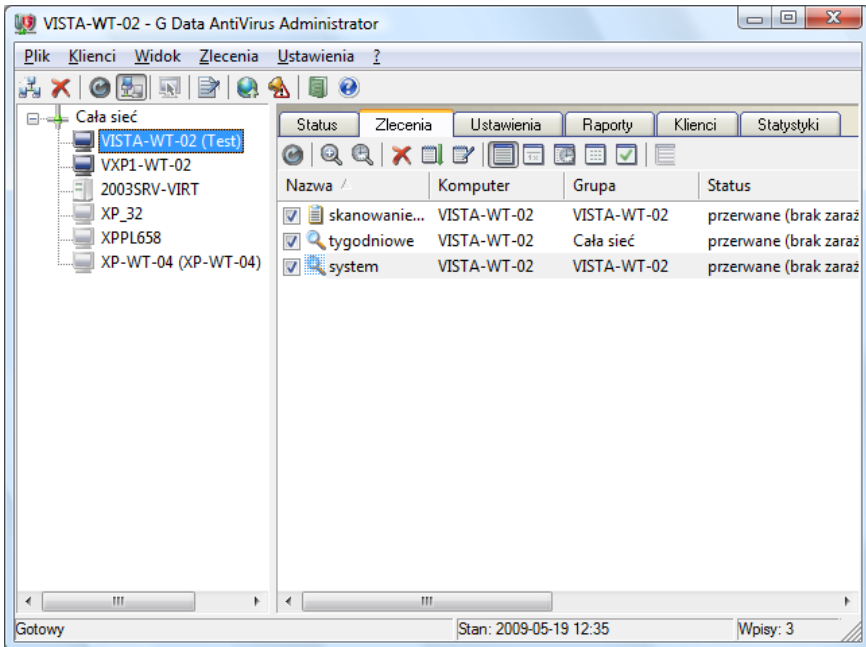 VISTA-WT-02 - G Data AntiVirus Administrator
Plik Klienci Widok Zlecenia Ustawienia ?
Cała sieć
VISTA-WT-02 (Test)
VXP1-WT-02
2003SRV-VIRT
XP_32
XPPL658
XP-WT-04 (XP-WT-04)
Status Zlecenia Ustawienia Raporty Klienci Statystyki
Nazwa Komputer Grupa Status
skanowanie... VISTA-WT-02 VISTA-WT-02 przerwane (brak zaraż
tygodniowe VISTA-WT-02 Cała sieć przerwane (brak zaraż
system VISTA-WT-02 VISTA-WT-02 przerwane (brak zaraż
Gotowy Stan: 2009-05-19 12:35 Wpisy: 3